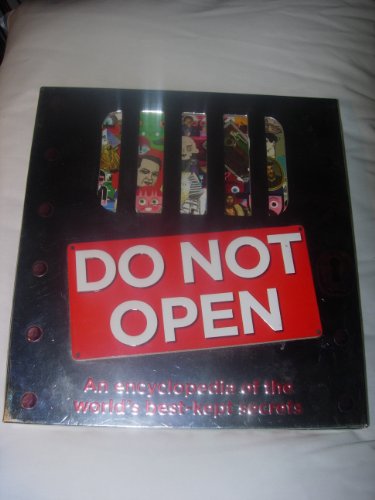 DO NOT
OPEN
An encyclopedia of the
world's best-kept secrets